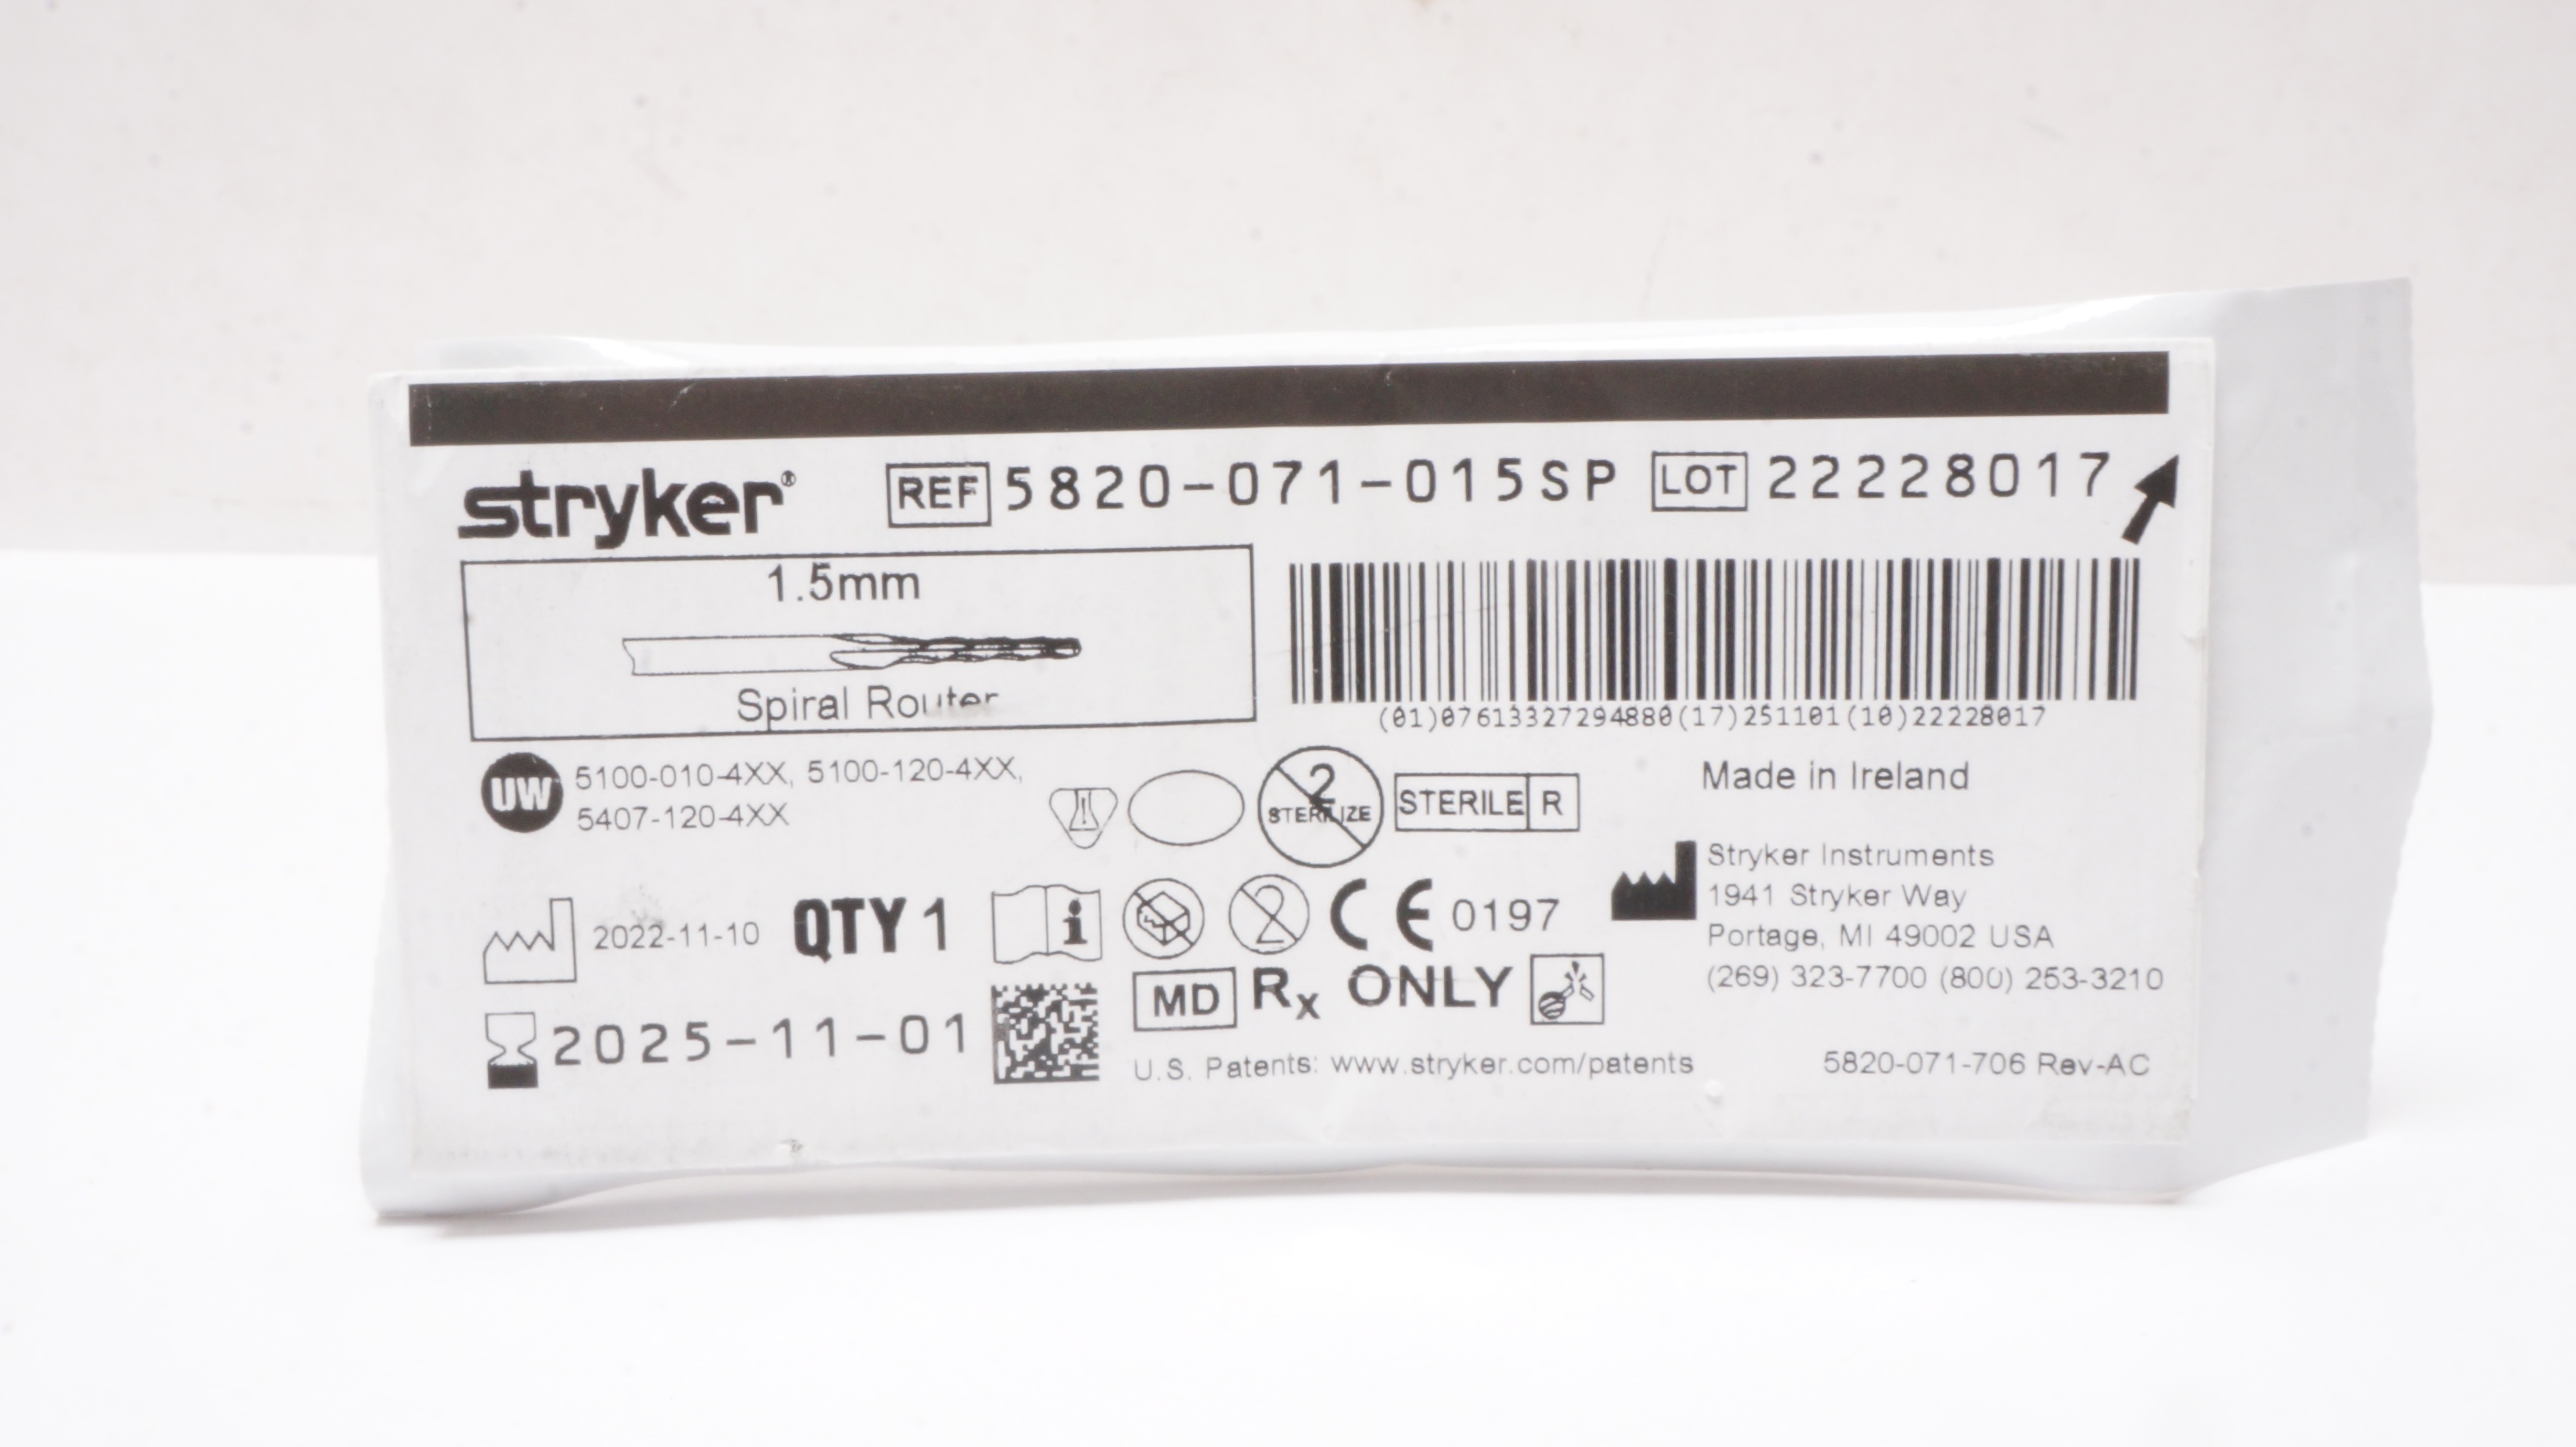 stryker®
REF 5820-071-015SP LOT 22228017
1.5mm
Spiral Router
(01)07613327294880(17)251101(10)22228017
UW 5100-010-4XX, 5100-120-4XX,
5407-120-4XX
2 STERILIZE
STERILE R
Made in Ireland
Stryker Instruments
1941 Stryker Way
Portage, MI 49002 USA
(269) 323-7700 (800) 253-3210
2022-11-10 QTY 1 i 2 CE 0197
2025-11-01 MD Rx ONLY
U.S. Patents: www.stryker.com/patents
5820-071-706 Rev-AC